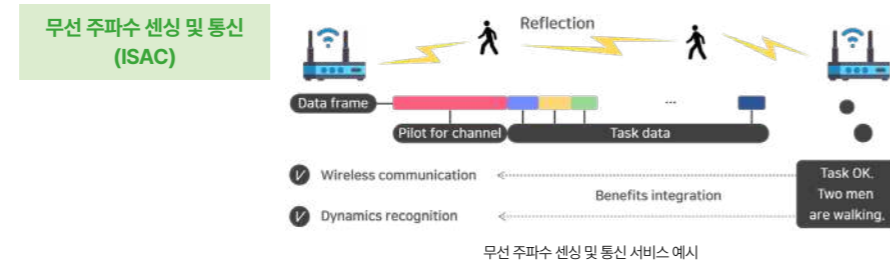 무선 주파수 센싱 및 통신
(ISAC)
Reflection
Data frame
...
Pilot for channel
Task data
Wireless communication
Benefits integration
Dynamics recognition
Task OK.
Two men
are walking.
무선 주파수 센싱 및 통신 서비스 예시